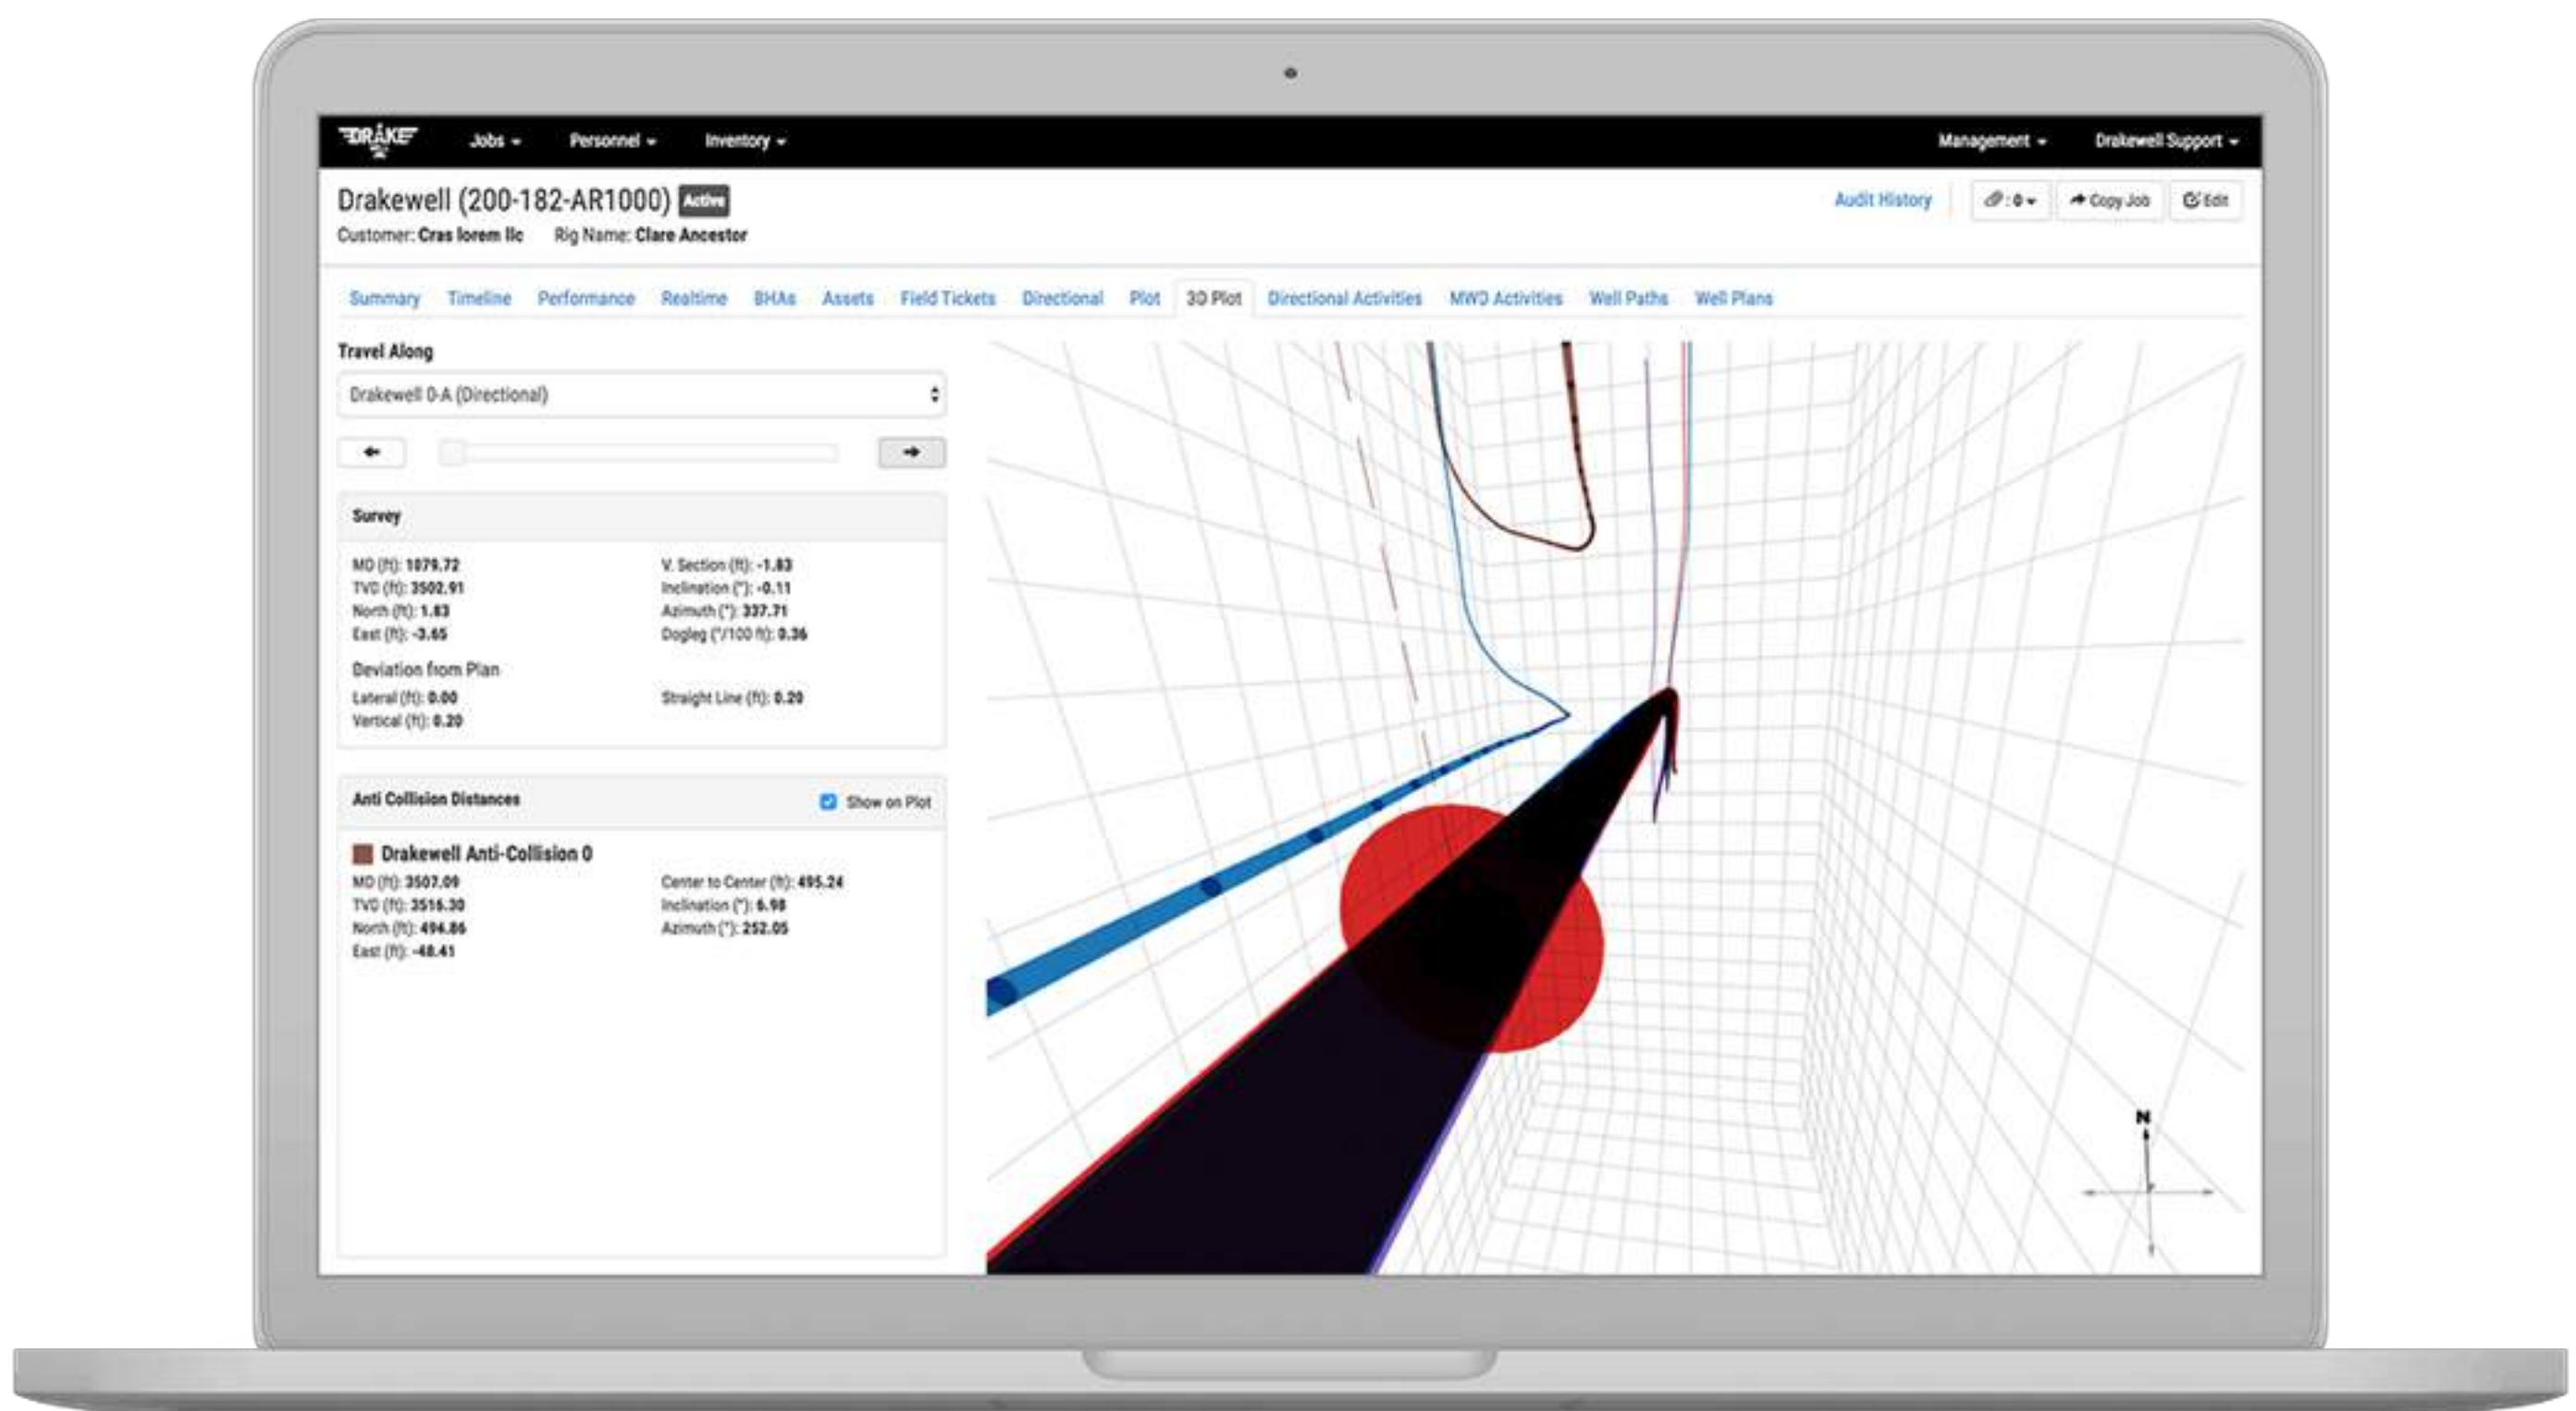 DRAKE Jobs Personnel Inventory Management Drakewell Support
Drakewell (200-182-AR1000) Active
Audit History : 0 Copy Job Edit
Customer: Cras lorem llc Rig Name: Clare Ancestor
Summary Timeline Performance Realtime BHAs Assets Field Tickets Directional Plot 3D Plot Directional Activities MWD Activities Well Paths Well Plans
Travel Along
Drakewell 0-A (Directional)
Survey
MD (ft): 1079.72 V. Section (ft): -1.83
TVD (ft): 3502.91 Inclination (°): -0.11
North (ft): 1.83 Azimuth (°): 337.71
East (ft): -3.65 Dogleg (°/100 ft): 0.36
Deviation from Plan
Lateral (ft): 0.00 Straight Line (ft): 0.20
Vertical (ft): 0.20
Anti Collision Distances Show on Plot
Drakewell Anti-Collision 0
MD (ft): 3507.09 Center to Center (ft): 495.24
TVD (ft): 3516.30 Inclination (°): 6.98
North (ft): 494.86 Azimuth (°): 252.05
East (ft): -48.41
N